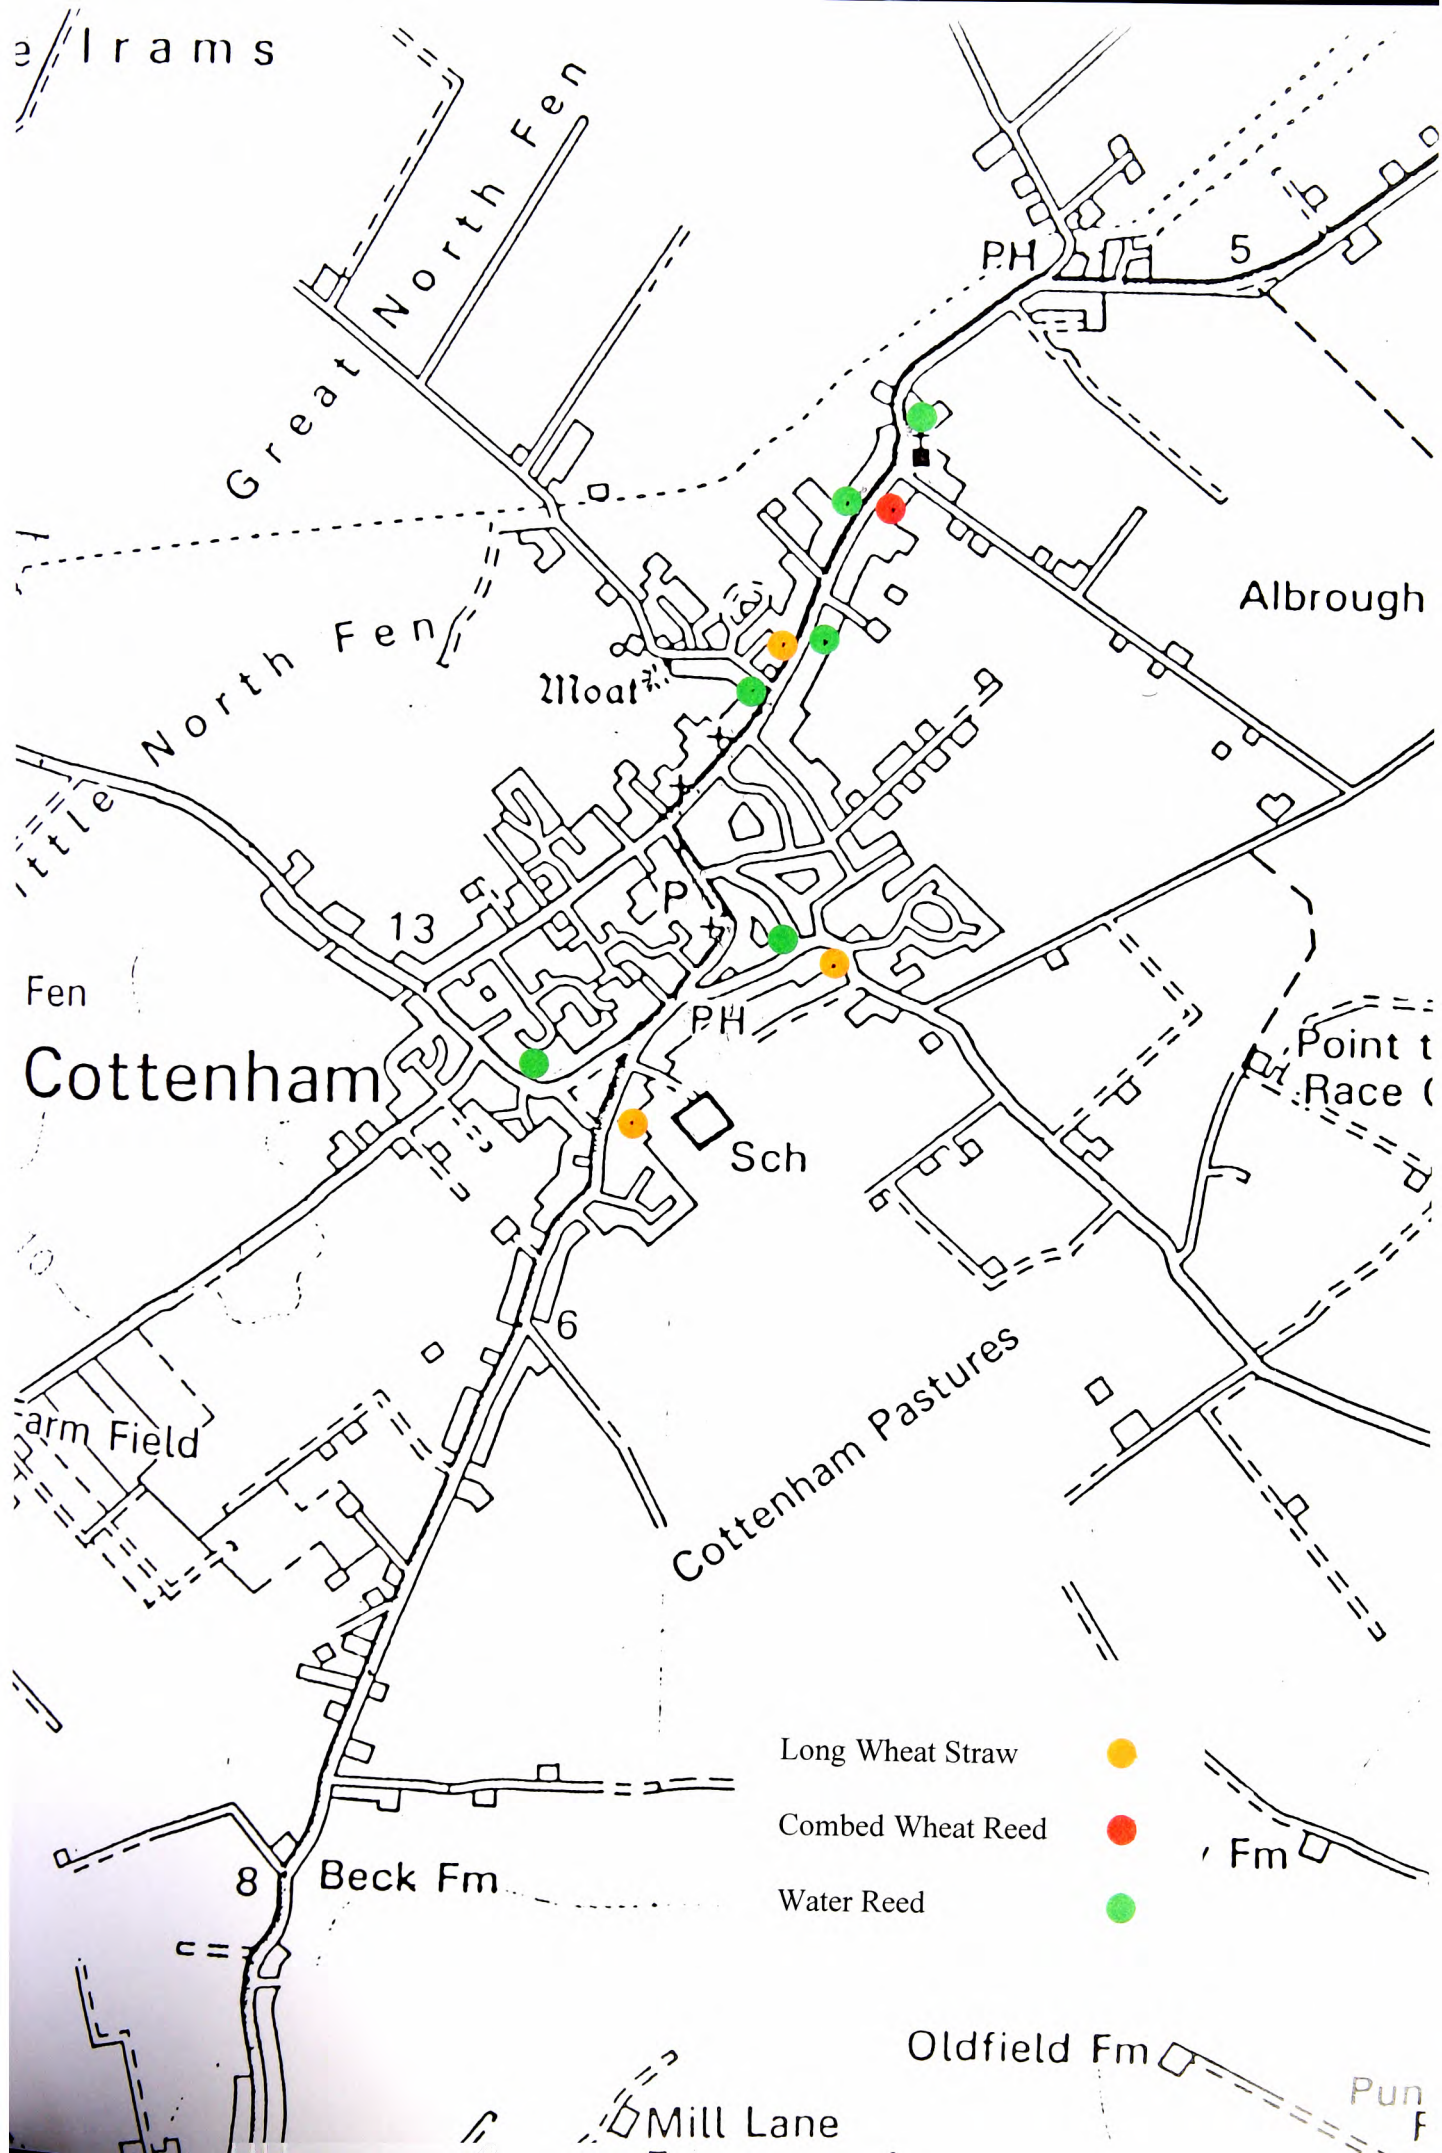 Irams
Great North Fen
PH
5
Albrough
North Fen
Moat
ttle
P
13
Fen
PH
Cottenham
Point t
Race
Sch
10
6
arm Field
Cottenham Pastures
Long Wheat Straw
Combed Wheat Reed
Fm
8 Beck Fm
Water Reed
Oldfield Fm
Pun
Mill Lane